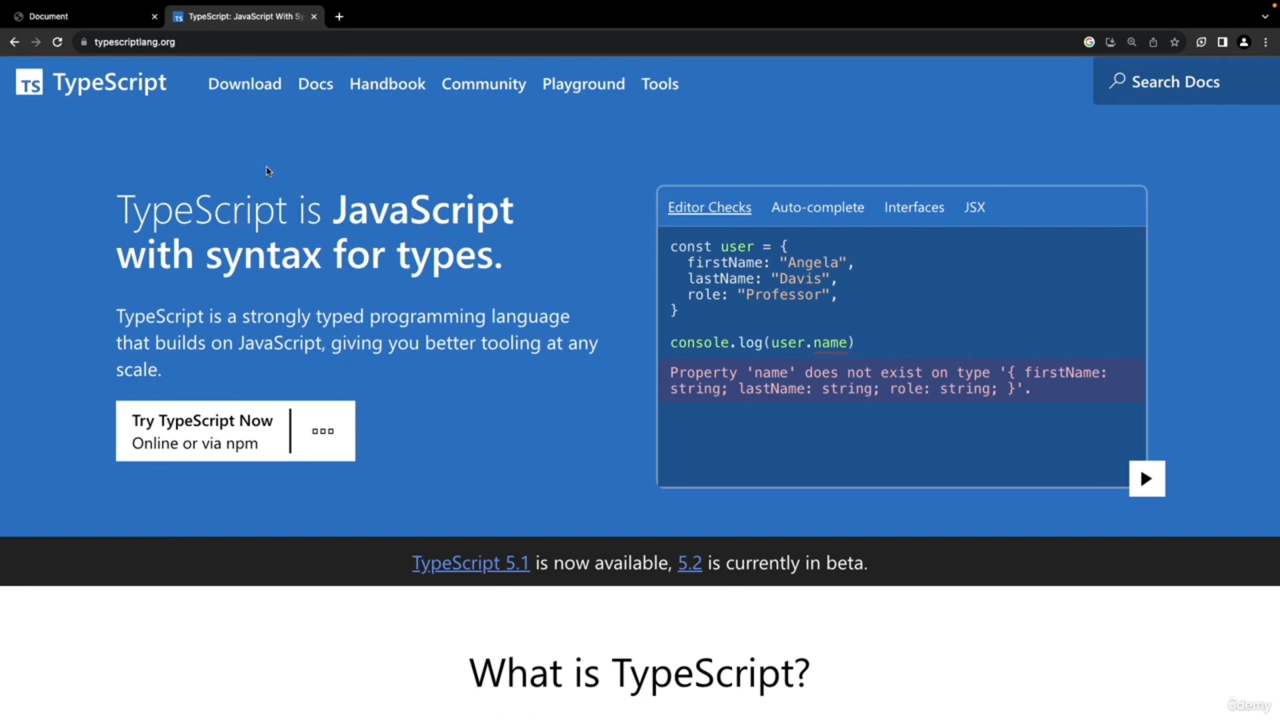 Document
TypeScript: JavaScript With Sy
typescriptlang.org
TS TypeScript Download Docs Handbook Community Playground Tools Search Docs
TypeScript is JavaScript
with syntax for types.
TypeScript is a strongly typed programming language
that builds on JavaScript, giving you better tooling at any
scale.
Try TypeScript Now
Online or via npm
Editor Checks Auto-complete Interfaces JSX
const user = {
firstName: "Angela",
lastName: "Davis",
role: "Professor",
}
console.log(user.name)
Property 'name' does not exist on type '{ firstName:
string; lastName: string; role: string; }'.
TypeScript 5.1 is now available, 5.2 is currently in beta.
What is TypeScript?
ûdemy